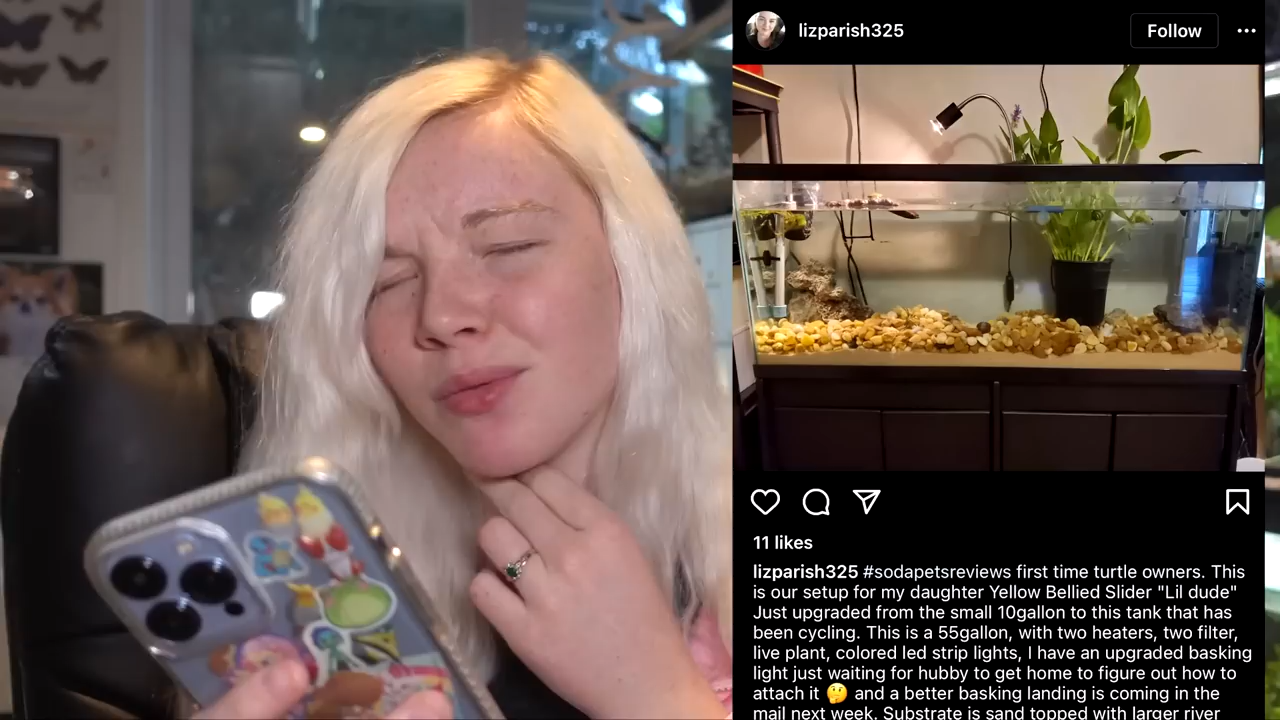 lizparish325
Follow
11 likes
lizparish325 #sodapetsreviews first time turtle owners. This
is our setup for my daughter Yellow Bellied Slider "Lil dude"
Just upgraded from the small 10gallon to this tank that has
been cycling. This is a 55gallon, with two heaters, two filter,
live plant, colored led strip lights, I have an upgraded basking
light just waiting for hubby to get home to figure out how to
attach it 🤔 and a better basking landing is coming in the
mail next week. Substrate is sand topped with larger river